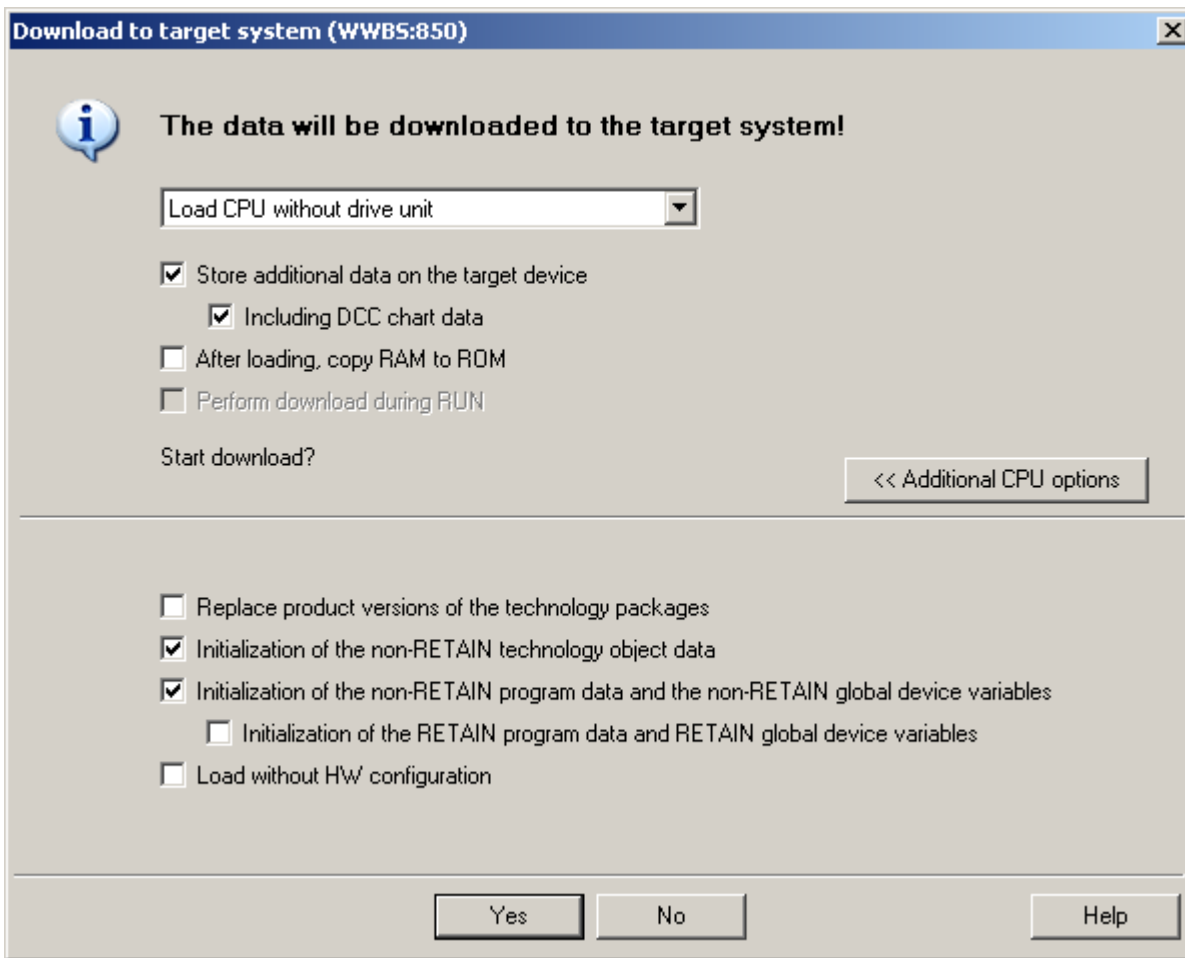 Download to target system (WWBS:850)
The data will be downloaded to the target system!
Load CPU without drive unit
Store additional data on the target device
Including DCC chart data
After loading, copy RAM to ROM
Perform download during RUN
Start download?
<< Additional CPU options
Replace product versions of the technology packages
Initialization of the non-RETAIN technology object data
Initialization of the non-RETAIN program data and the non-RETAIN global device variables
Initialization of the RETAIN program data and RETAIN global device variables
Load without HW configuration
Yes No Help